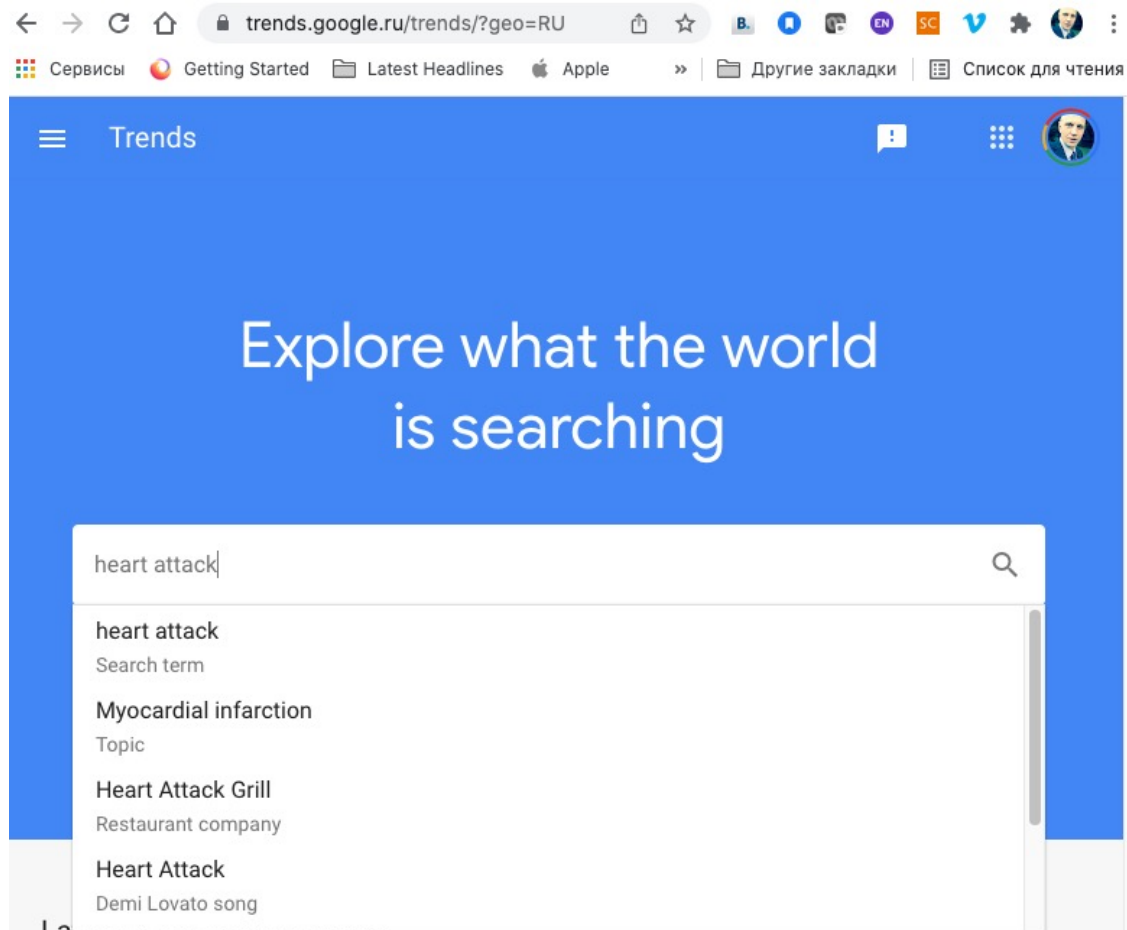 trends.google.ru/trends/?geo=RU
B.
EN
SC
Сервисы
Getting Started
Latest Headlines
Apple
»
Другие закладки
Список для чтения
Trends
Explore what the world
is searching
heart attack
heart attack
Search term
Myocardial infarction
Topic
Heart Attack Grill
Restaurant company
Heart Attack
Demi Lovato song